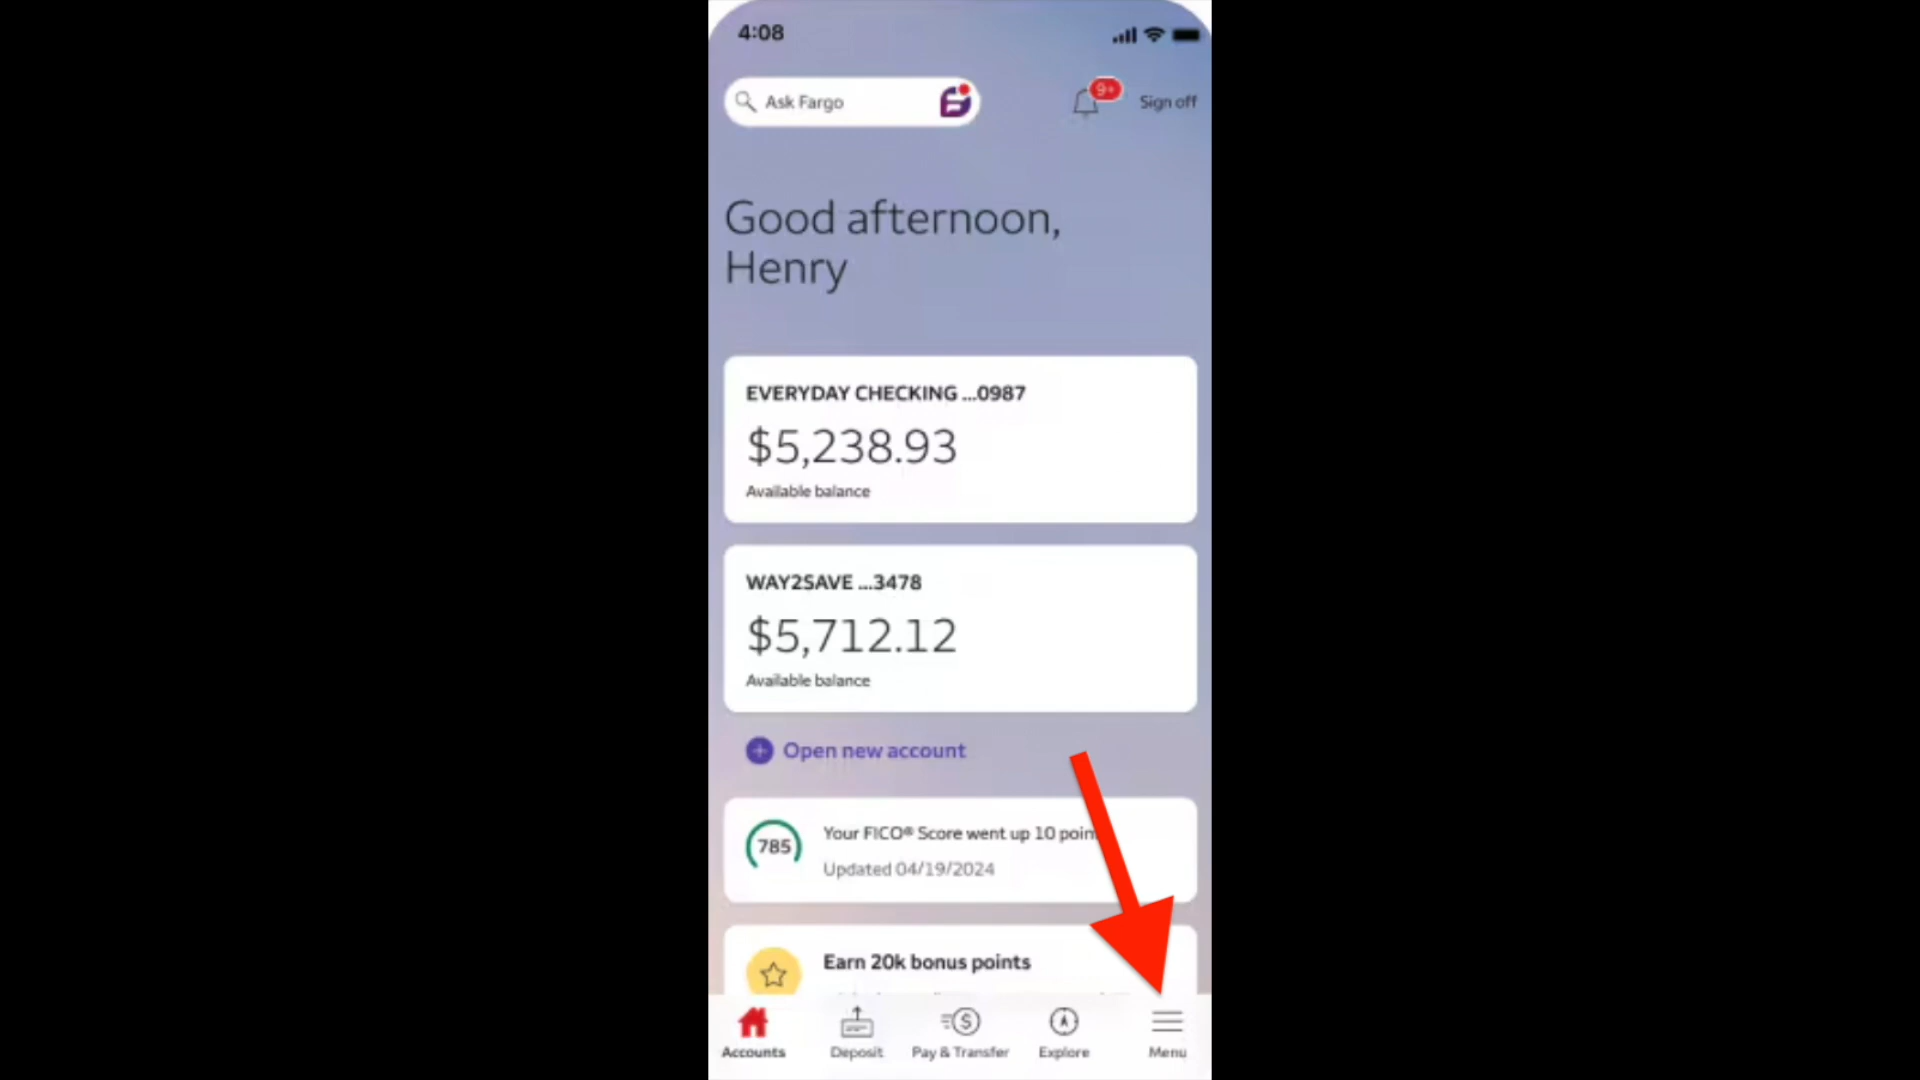 4:08
Ask Fargo
9+
Sign off
Good afternoon,
Henry
EVERYDAY CHECKING ...0987
$5,238.93
Available balance
WAY2SAVE ...3478
$5,712.12
Available balance
Open new account
785
Your FICO® Score went up 10
Updated 04/19/2024
Earn 20k bonus points
Accounts
Deposit
Pay & Transfer
Explore
Menu